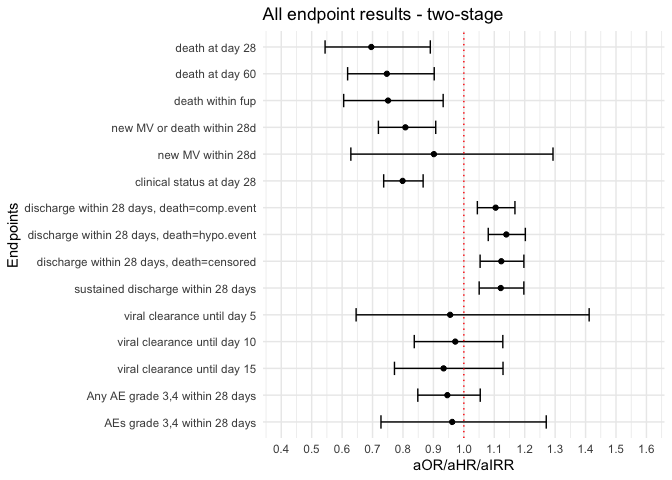 All endpoint results - two-stage
Endpoints
death at day 28
death at day 60
death within fup
new MV or death within 28d
new MV within 28d
clinical status at day 28
discharge within 28 days, death=comp.event
discharge within 28 days, death=hypo.event
discharge within 28 days, death=censored
sustained discharge within 28 days
viral clearance until day 5
viral clearance until day 10
viral clearance until day 15
Any AE grade 3,4 within 28 days
AEs grade 3,4 within 28 days
0.4 0.5 0.6 0.7 0.8 0.9 1.0 1.1 1.2 1.3 1.4 1.5 1.6
aOR/aHR/aIRR